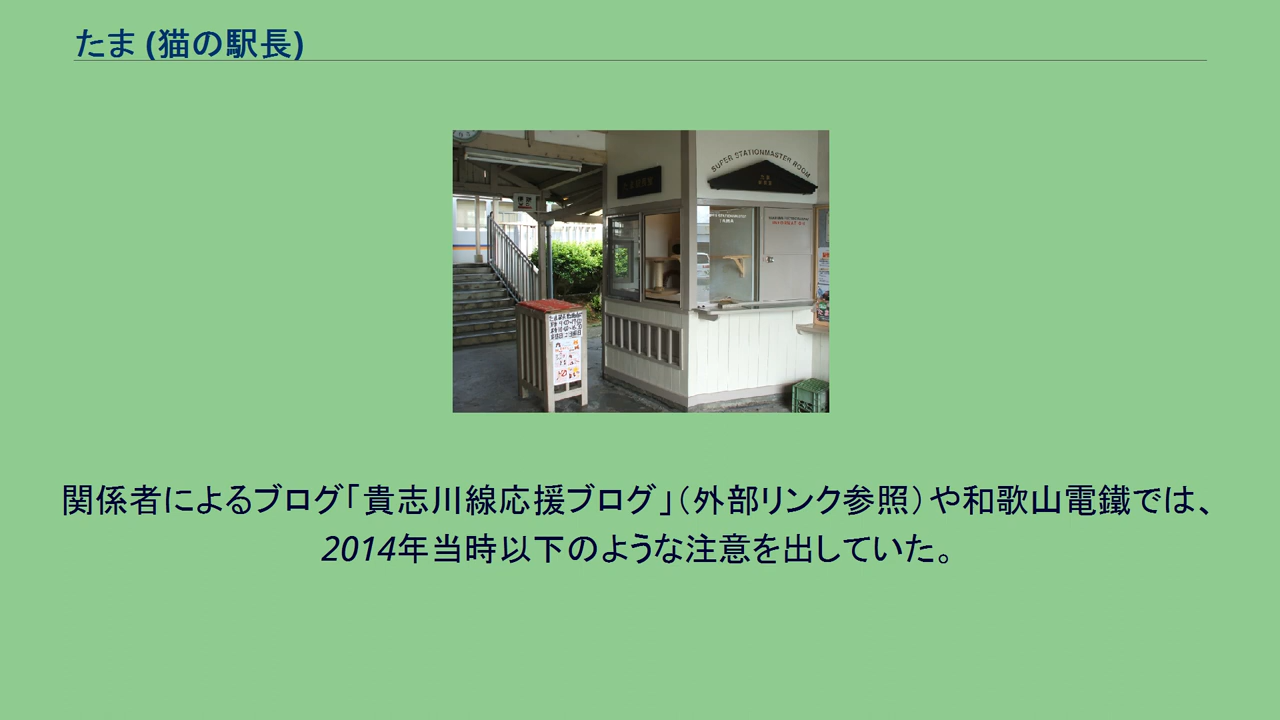 たま (猫の駅長)
SUPER STATIONMASTER ROOM
関係者によるブログ「貴志川線応援ブログ」（外部リンク参照）や和歌山電鐵では、
2014年当時以下のような注意を出していた。